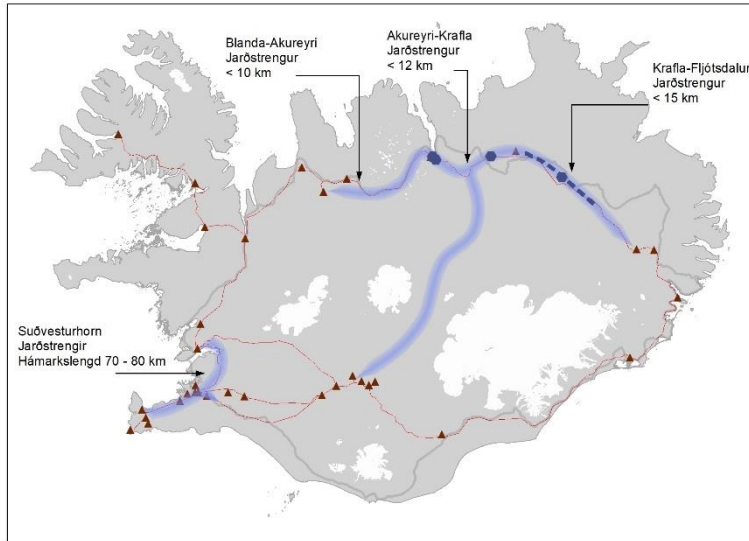 Blanda-Akureyri
Jarðstrengur
< 10 km
Akureyri-Krafla
Jarðstrengur
< 12 km
Krafla-Fljótsdalur
Jarðstrengur
< 15 km
Suðvesturhorn
Jarðstrengir
Hámarkslengd 70 - 80 km